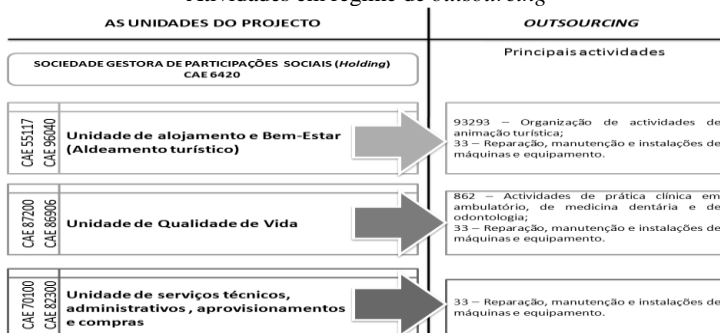 Atividades em regime de outsourcing
AS UNIDADES DO PROJECTO
OUTSOURCING
Principais actividades
SOCIEDADE GESTORA DE PARTICIPAÇÕES SOCIAIS (Holding)
CAE 6420
CAE 55117
CAE 96040
Unidade de alojamento e Bem-Estar
(Aldeamento turístico)
93293 – Organização de actividades de
animação turística;
33 – Reparação, manutenção e instalações de
máquinas e equipamento.
CAE 87200
CAE 86906
Unidade de Qualidade de Vida
862 – Actividades de prática clínica em
ambulatório, de medicina dentária e de
odontologia;
33 – Reparação, manutenção e instalações de
máquinas e equipamento.
CAE 70100
CAE 82300
Unidade de serviços técnicos,
administrativos , aprovisionamentos
e compras
33 – Reparação, manutenção e instalações de
máquinas e equipamento.